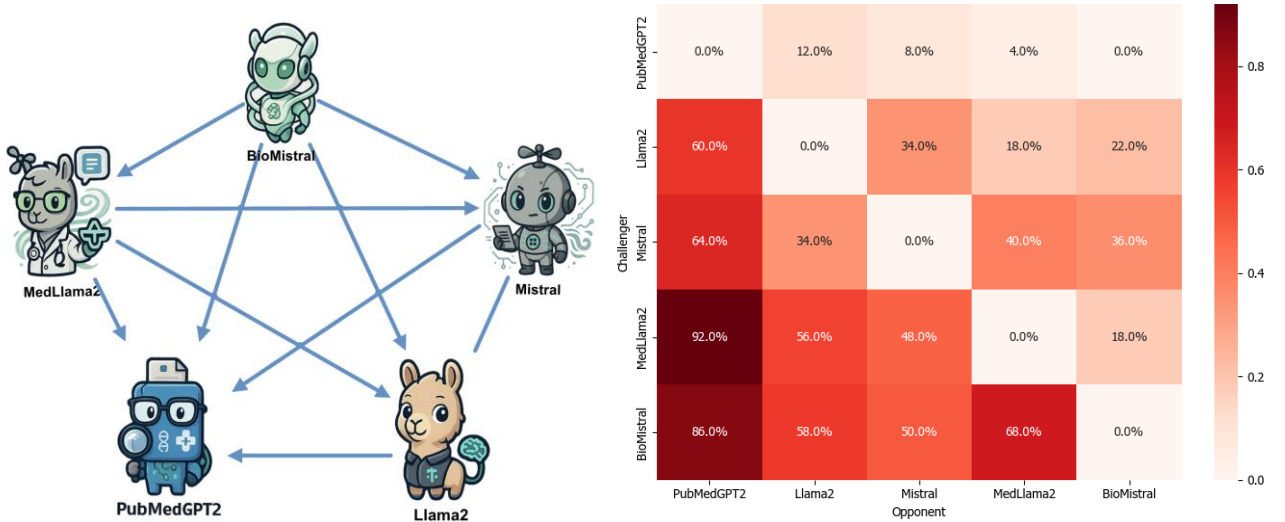 BioMistral
MedLlama2
Mistral
PubMedGPT2
Llama2
Challenger
PubMedGPT2
0.0%
12.0%
8.0%
4.0%
0.0%
Llama2
60.0%
0.0%
34.0%
18.0%
22.0%
Mistral
64.0%
34.0%
0.0%
40.0%
36.0%
MedLlama2
92.0%
56.0%
48.0%
0.0%
18.0%
BioMistral
86.0%
58.0%
50.0%
68.0%
0.0%
PubMedGPT2
Llama2
Mistral
MedLlama2
BioMistral
Opponent
0.8
0.6
0.4
0.2
0.0